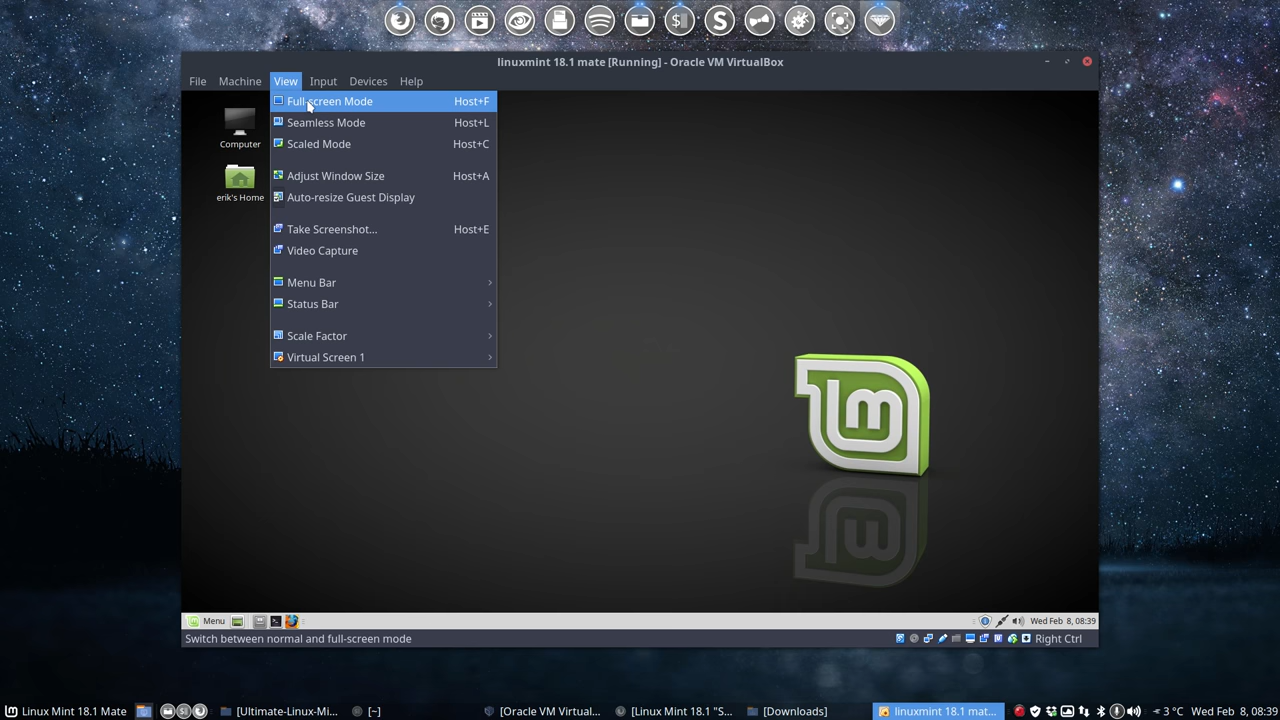 linuxmint 18.1 mate [Running] - Oracle VM VirtualBox
File Machine View Input Devices Help
Full-screen Mode Host+F
Seamless Mode Host+L
Scaled Mode Host+C
Adjust Window Size Host+A
Auto-resize Guest Display
Take Screenshot... Host+E
Video Capture
Menu Bar
Status Bar
Scale Factor
Virtual Screen 1
Computer
erik's Home
Menu
Wed Feb 8, 08:39
Switch between normal and full-screen mode
Right Ctrl
Linux Mint 18.1 Mate
[Ultimate-Linux-Mi...
[~]
[Oracle VM Virtual...
[Linux Mint 18.1 "S...
[Downloads]
linuxmint 18.1 mat...
3 °C
Wed Feb 8, 08:39